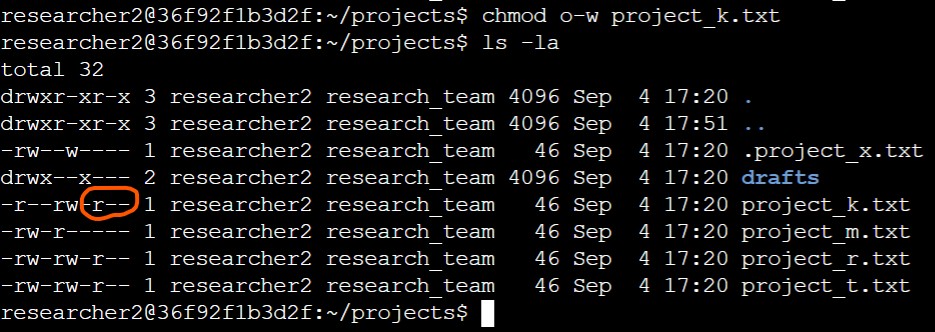 researcher2@36f92f1b3d2f:~/projects$ chmod o-w project_k.txt
researcher2@36f92f1b3d2f:~/projects$ ls -la
total 32
drwxr-xr-x 3 researcher2 research_team 4096 Sep  4 17:20 .
drwxr-xr-x 3 researcher2 research_team 4096 Sep  4 17:51 ..
-rw--w---- 1 researcher2 research_team   46 Sep  4 17:20 .project_x.txt
drwx--x--- 2 researcher2 research_team 4096 Sep  4 17:20 drafts
-r--rw-r-- 1 researcher2 research_team   46 Sep  4 17:20 project_k.txt
-rw-r----- 1 researcher2 research_team   46 Sep  4 17:20 project_m.txt
-rw-rw-r-- 1 researcher2 research_team   46 Sep  4 17:20 project_r.txt
-rw-rw-r-- 1 researcher2 research_team   46 Sep  4 17:20 project_t.txt
researcher2@36f92f1b3d2f:~/projects$